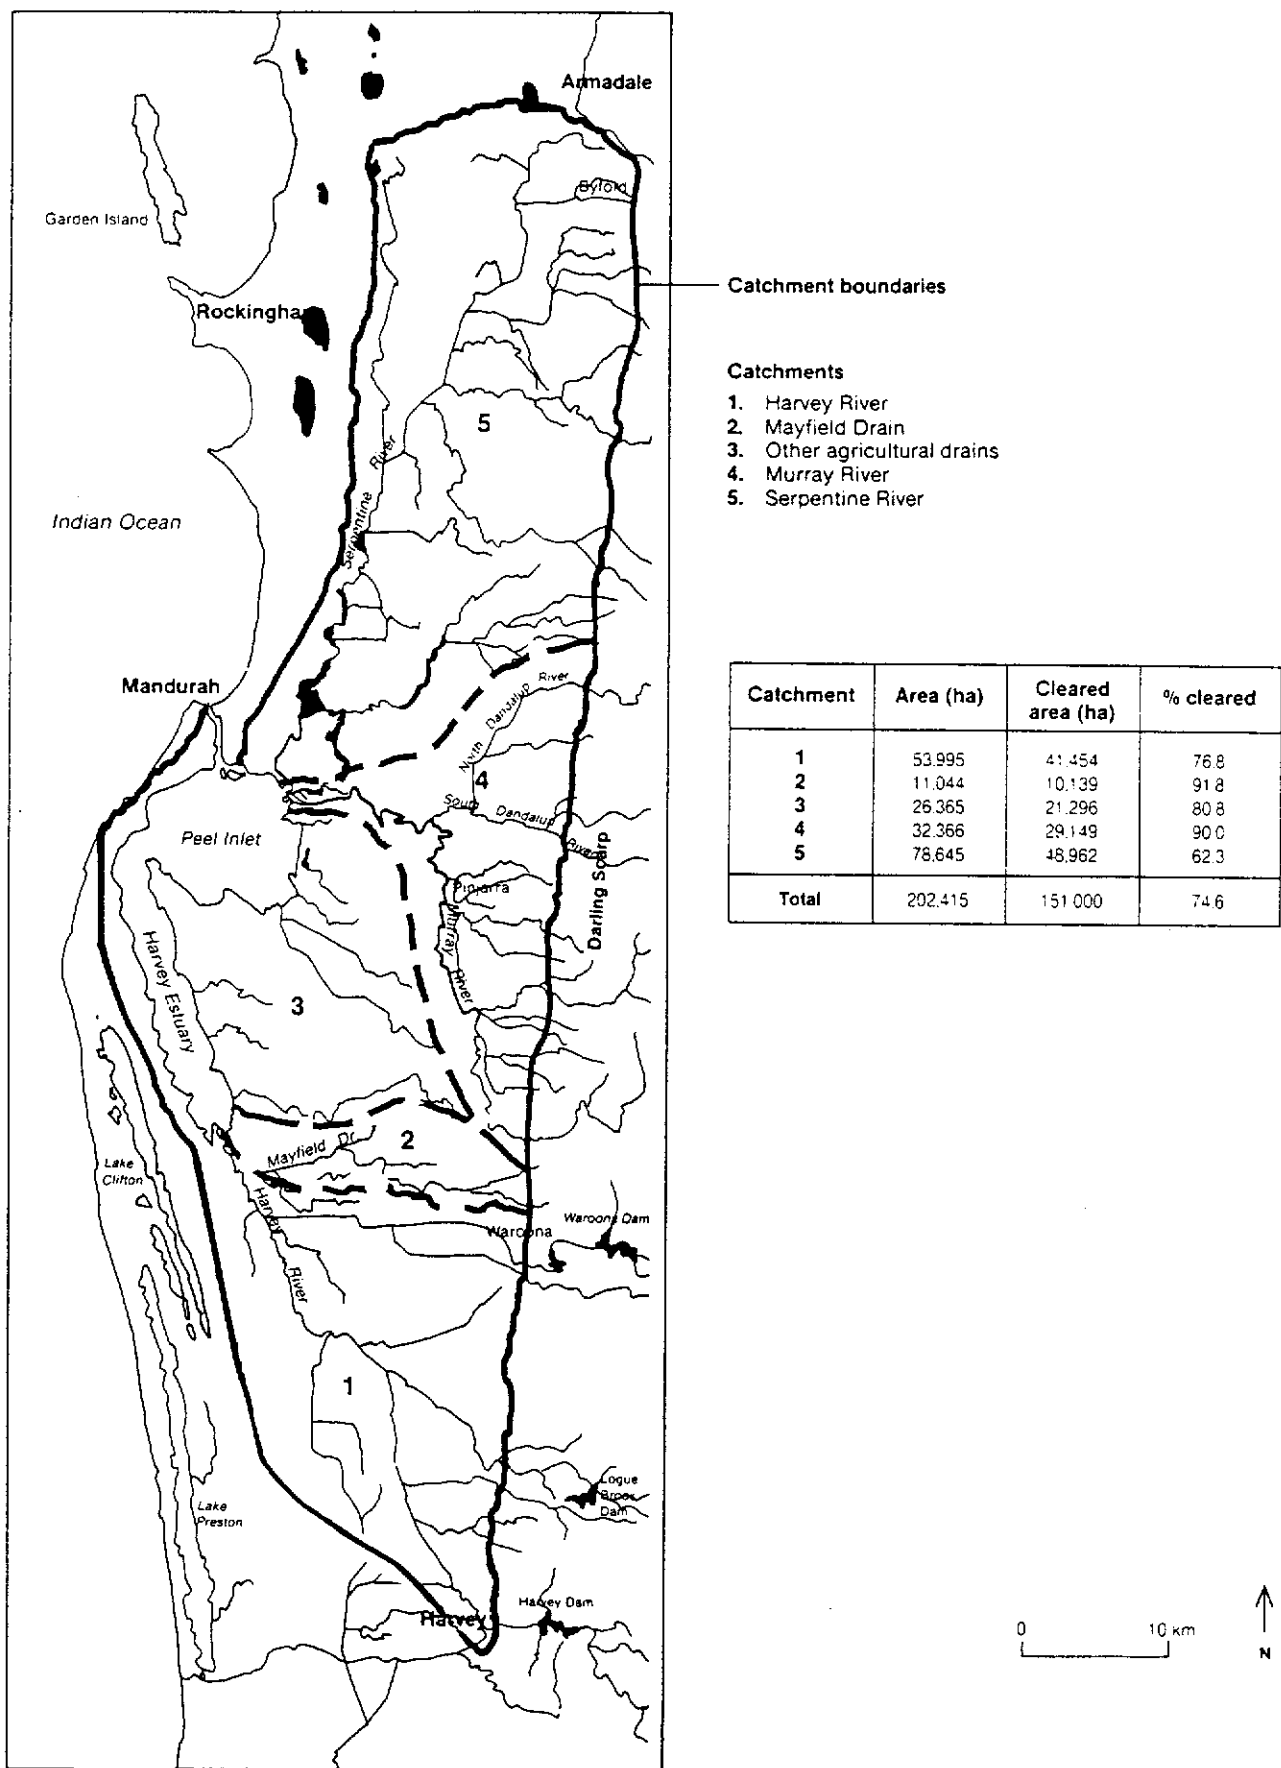 Armadale
Byford
Garden Island
Catchment boundaries
Rockingham
Catchments
1. Harvey River
2. Mayfield Drain
3. Other agricultural drains
4. Murray River
5. Serpentine River
5
Serpentine River
Indian Ocean
Mandurah
North Dandalup River
4
South Dandalup River
Peel Inlet
Pinjarra
Murray River
Darling Scarp
Catchment Area (ha) Cleared area (ha) % cleared
1 53.995 41.454 76.8
2 11.044 10.139 91.8
3 26.365 21.296 80.8
4 32.366 29.149 90.0
5 78.645 48.962 62.3
Total 202.415 151 000 74.6
Harvey Estuary
3
2
Mayfield Dr
Lake
Clifton
Harvey River
Waroona
Waroona Dam
1
Logue
Brook
Dam
Lake
Preston
Harvey
Harvey Dam
0 10 km
N